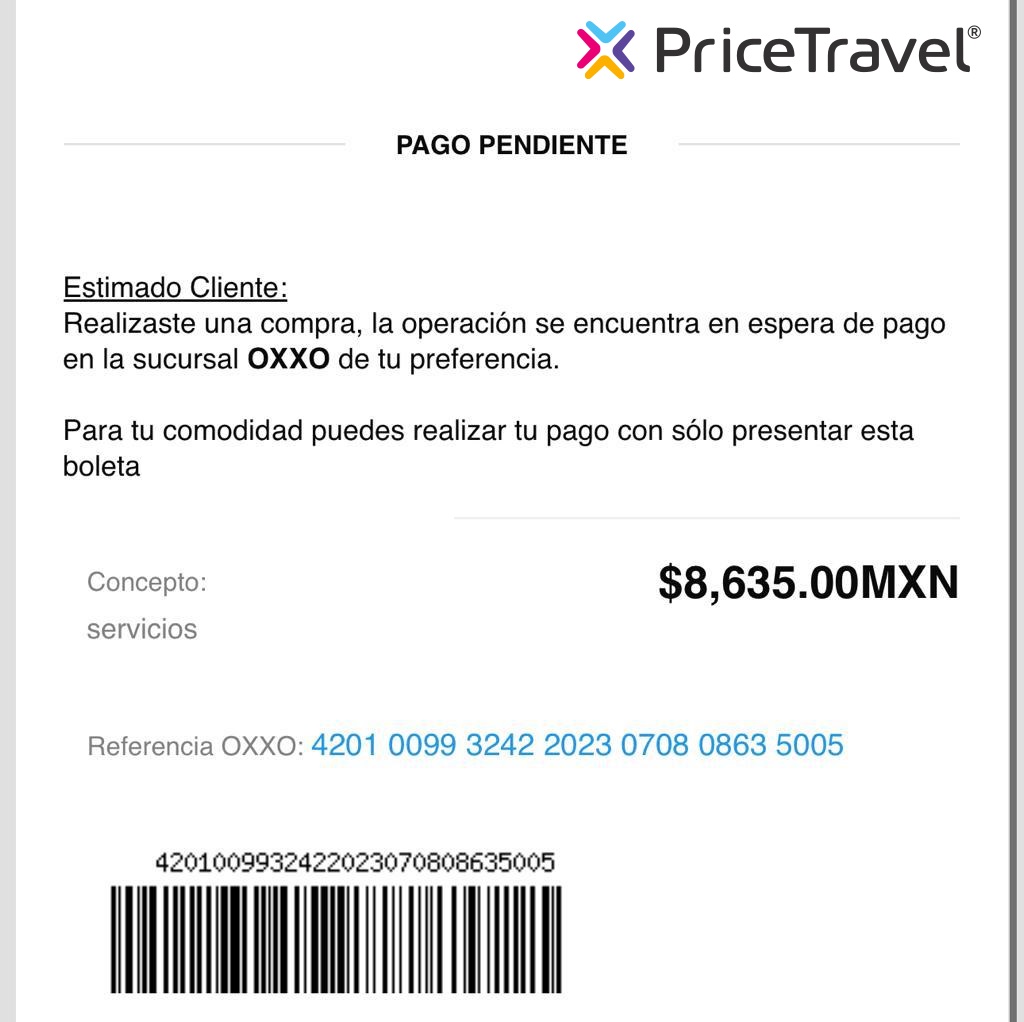 PriceTravel®
PAGO PENDIENTE
Estimado Cliente:
Realizaste una compra, la operación se encuentra en espera de pago
en la sucursal OXXO de tu preferencia.
Para tu comodidad puedes realizar tu pago con sólo presentar esta
boleta
Concepto:
$8,635.00MXN
servicios
Referencia OXXO: 4201 0099 3242 2023 0708 0863 5005
4201009932422023070808635005